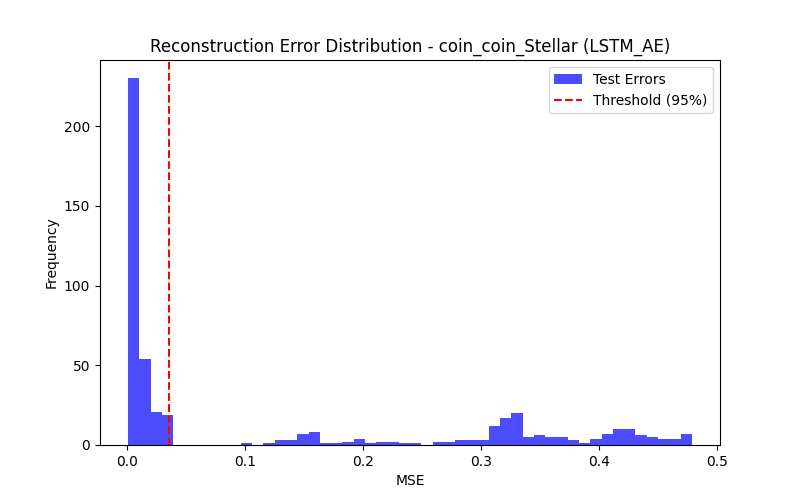 Reconstruction Error Distribution - coin_coin_Stellar (LSTM_AE)
Test Errors
Threshold (95%)
Frequency
200
150
100
50
0
0.0 0.1 0.2 0.3 0.4 0.5
MSE